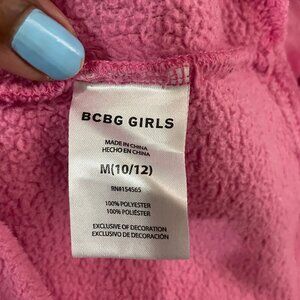 BCBG GIRLS
MADE IN CHINA
HECHO EN CHINA
M(10/12)
RN#154565
100% POLYESTER
100% POLIÉSTER
EXCLUSIVE OF DECORATION
EXCLUSIVO DE DECORACIÓN